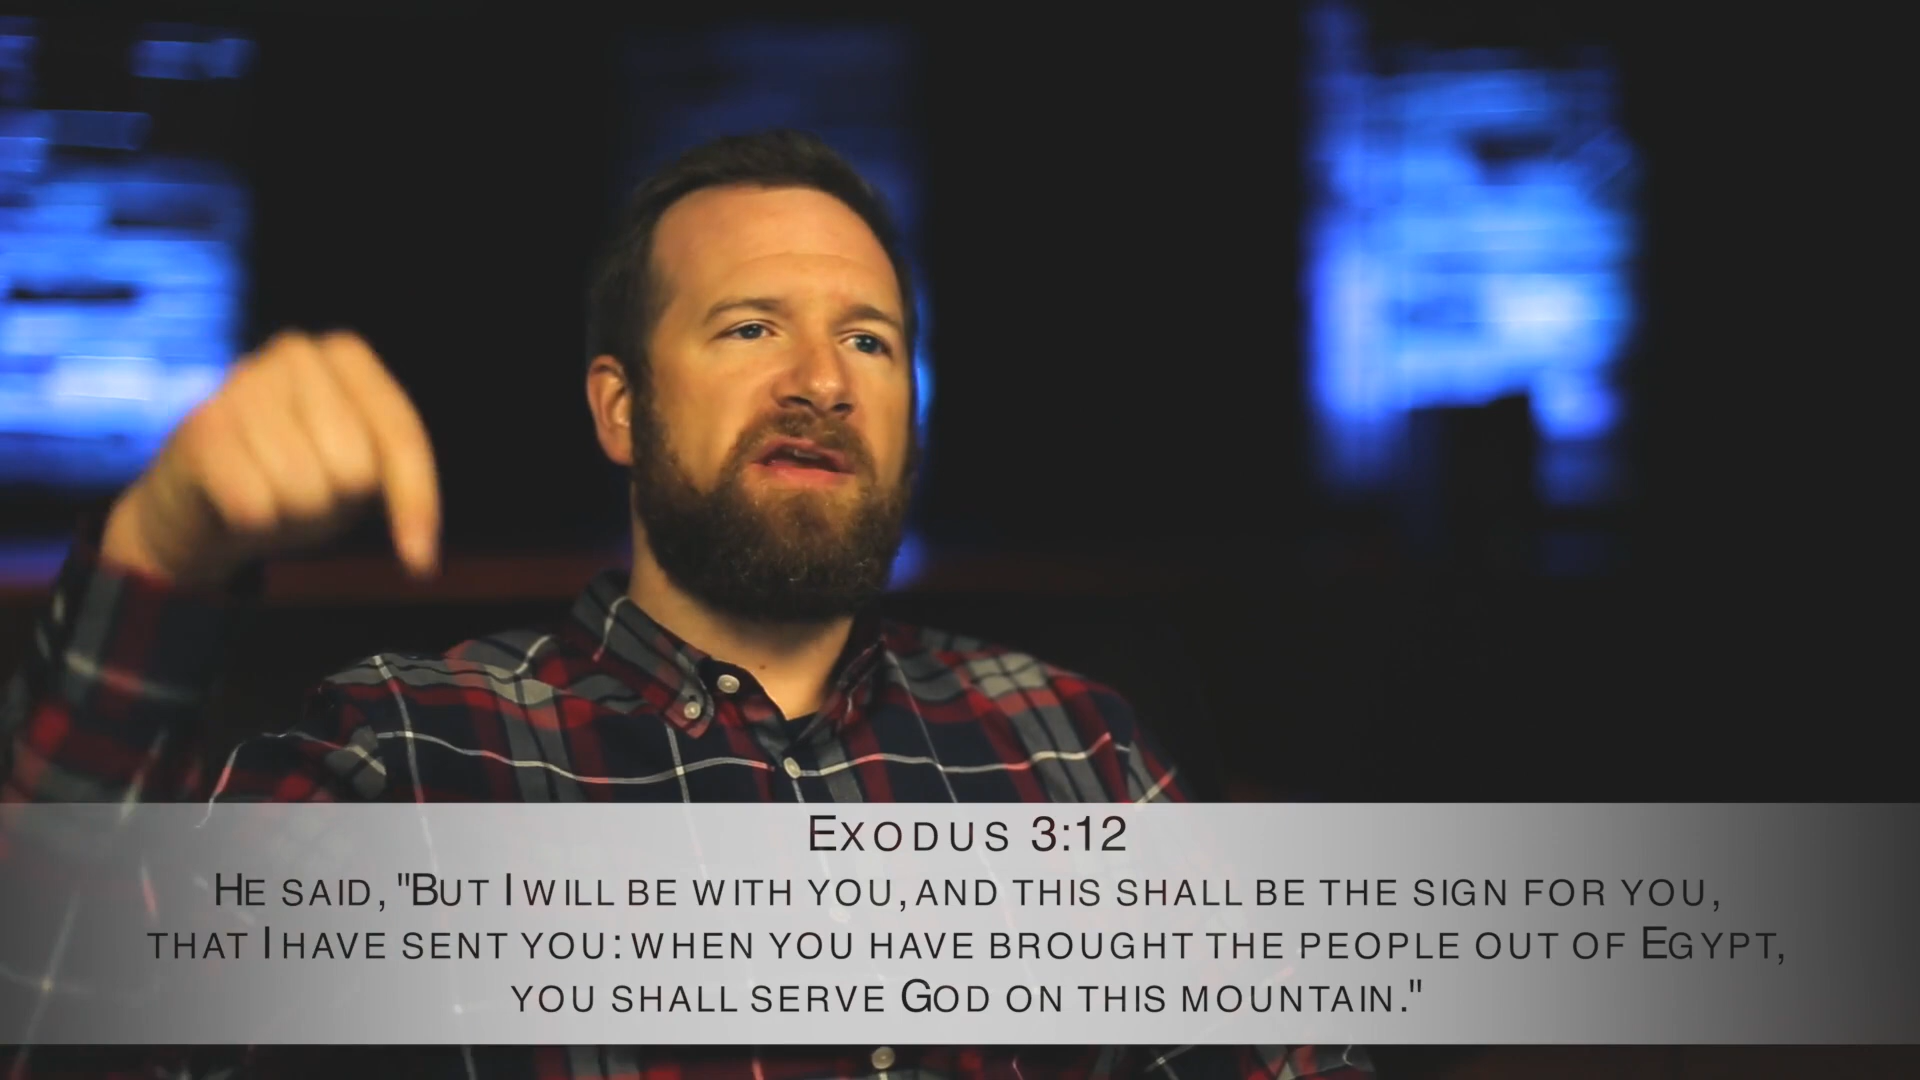 Exodus 3:12
He said, "But I will be with you, and this shall be the sign for you,
that I have sent you: when you have brought the people out of Egypt,
you shall serve God on this mountain."